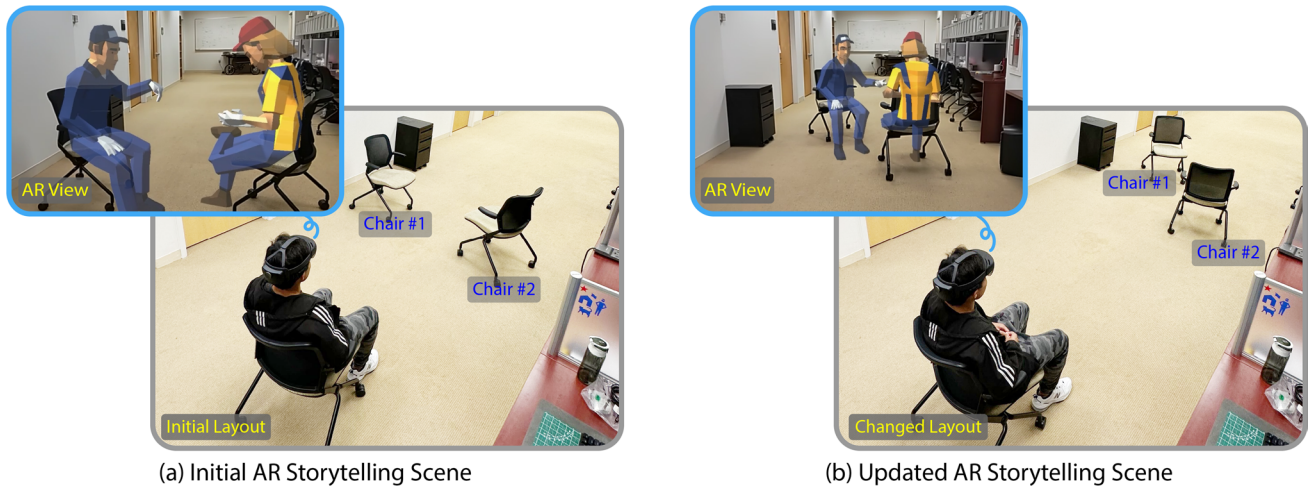 AR View
Chair #1
Chair #2
Initial Layout
(a) Initial AR Storytelling Scene
AR View
Chair #1
Chair #2
Changed Layout
(b) Updated AR Storytelling Scene